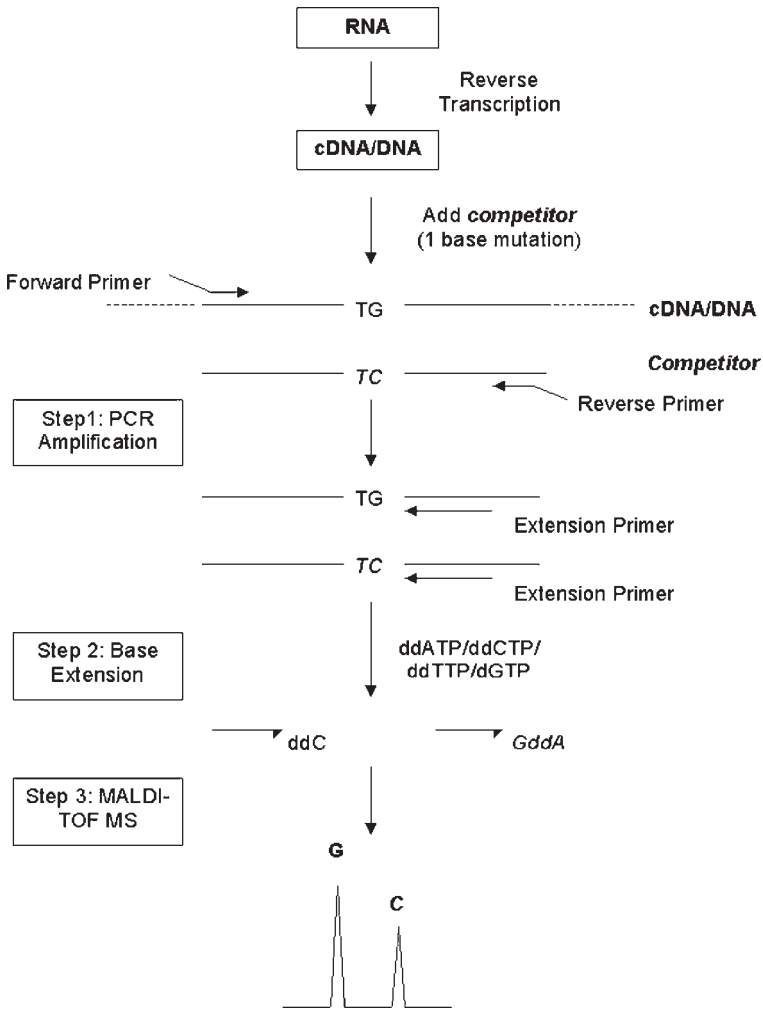 RNA
Reverse
Transcription
cDNA/DNA
Add competitor
(1 base mutation)
Forward Primer
TG
cDNA/DNA
Competitor
TC
Reverse Primer
Step1: PCR
Amplification
TG
Extension Primer
TC
Extension Primer
Step 2: Base
Extension
ddATP/ddCTP/
ddTTP/dGTP
ddC
GddA
Step 3: MALDI-
TOF MS
G
C